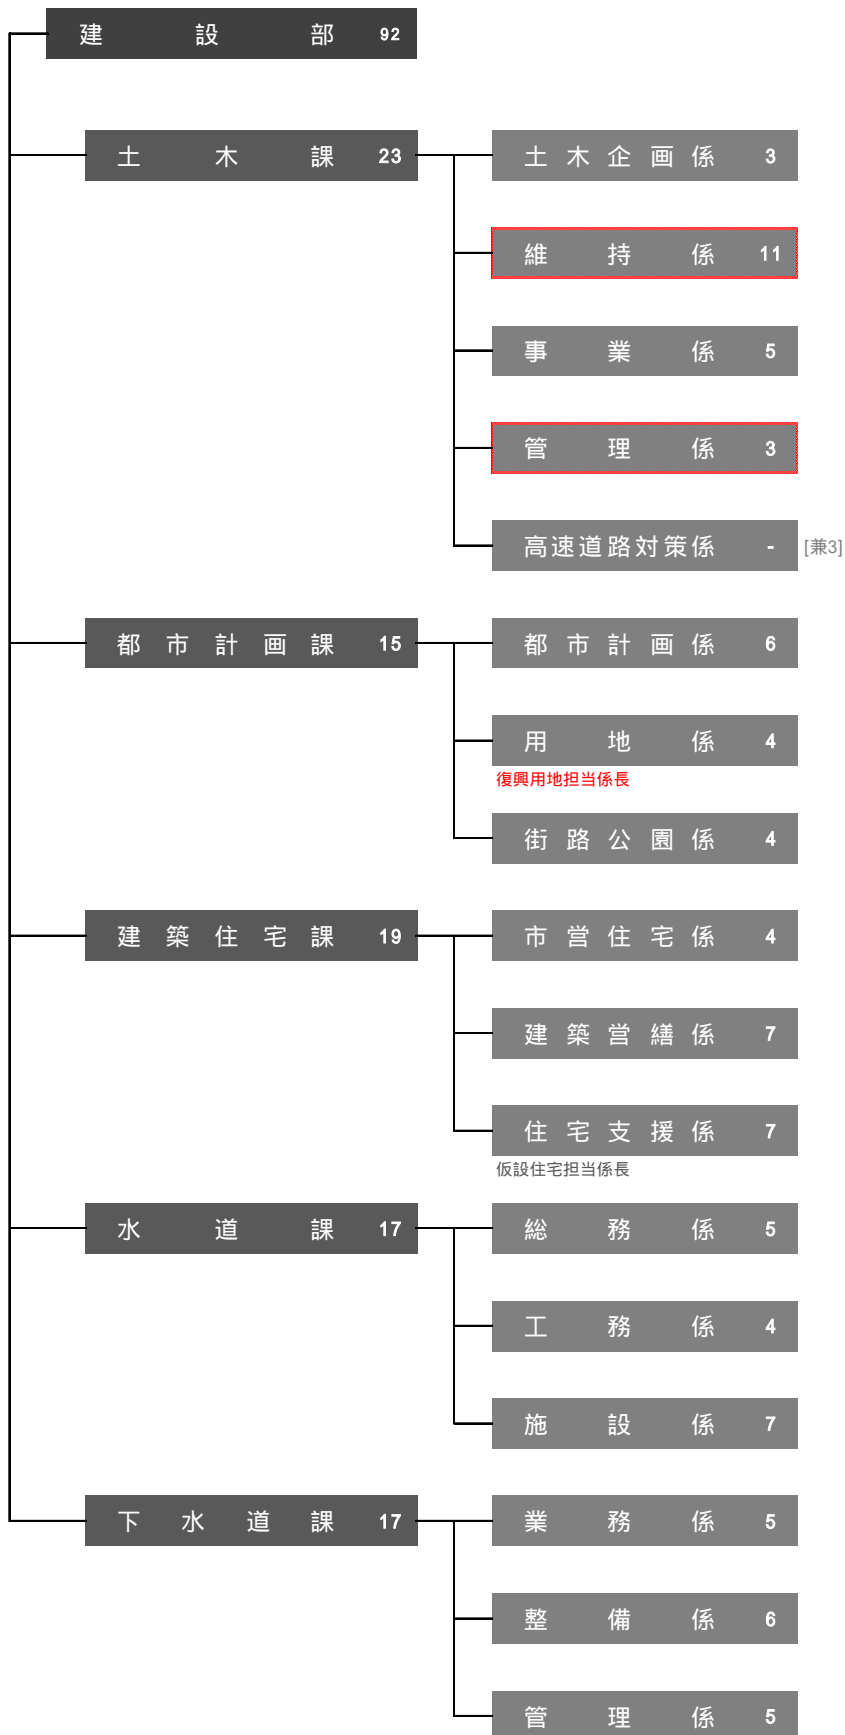 建設部 92
土木課 23
土木企画係 3
維持係 11
事業係 5
管理係 3
高速道路対策係 - [兼3]
都市計画課 15
都市計画係 6
用地係 4
復興用地担当係長
街路公園係 4
建築住宅課 19
市営住宅係 4
建築営繕係 7
住宅支援係 7
仮設住宅担当係長
水道課 17
総務係 5
工務係 4
施設係 7
下水道課 17
業務係 5
整備係 6
管理係 5